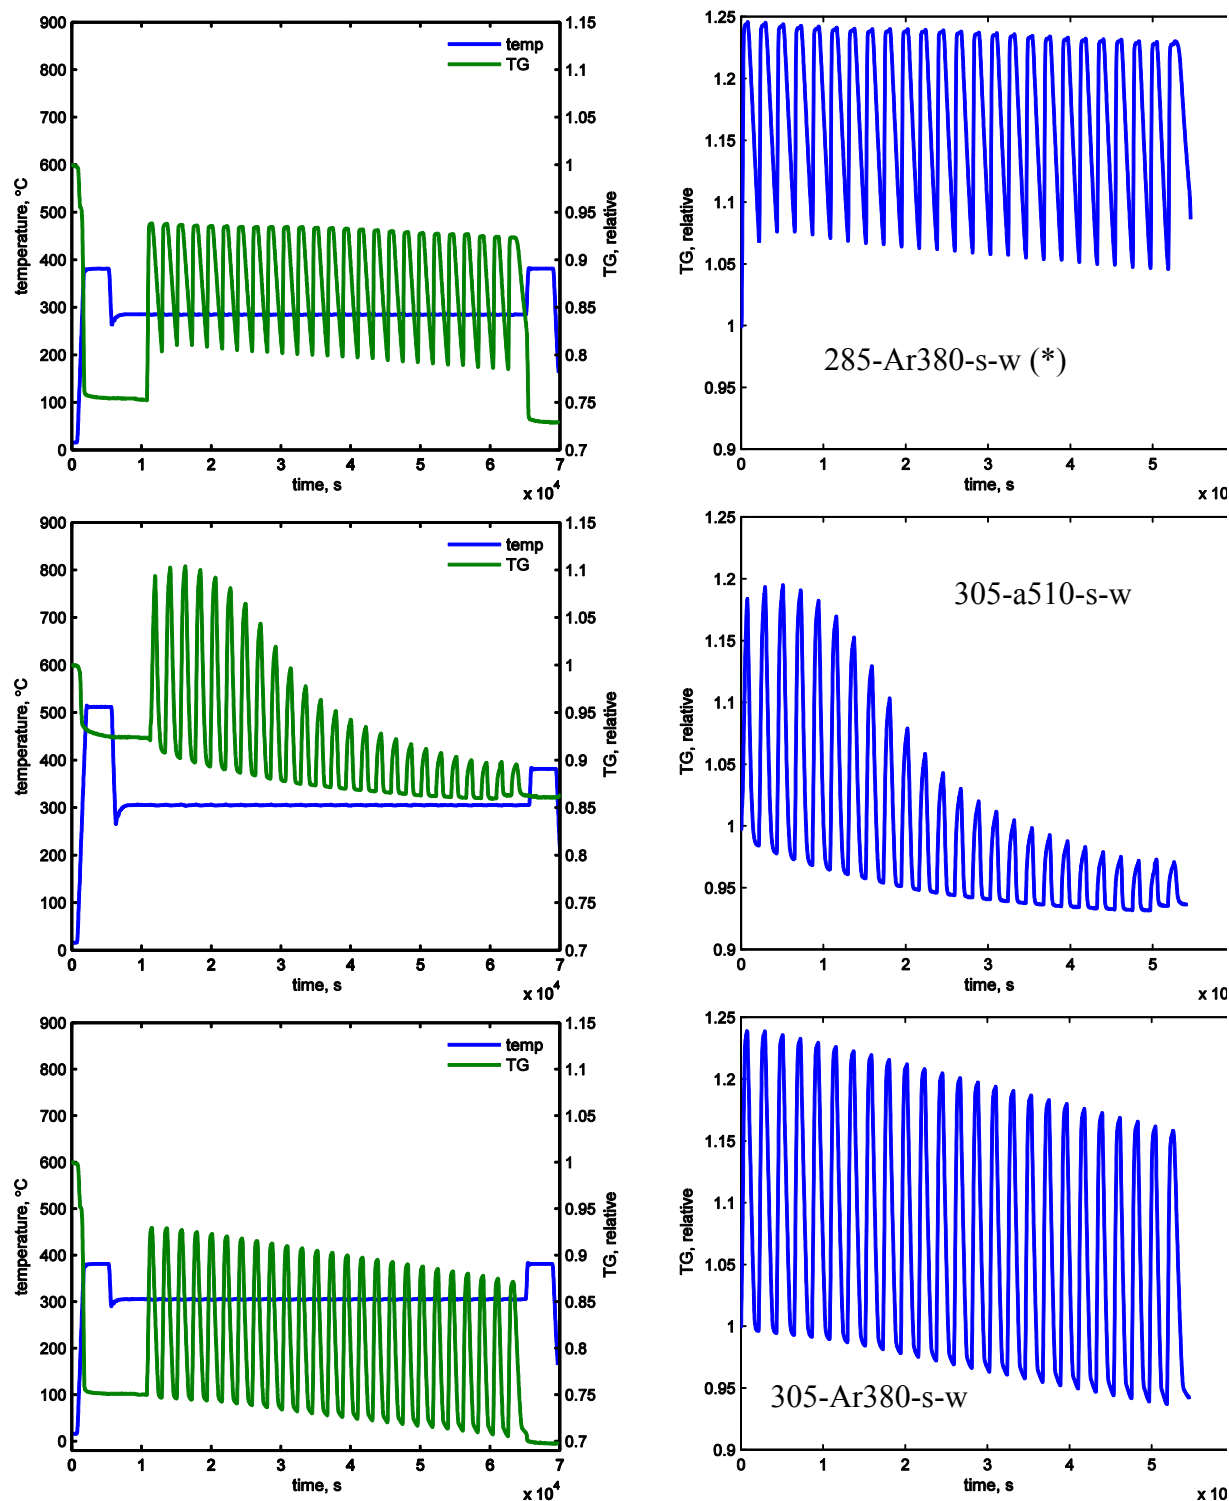 900
800
700
600
500
400
300
200
100
0
temperature, °C
temp
TG
1.15
1.1
1.05
1
0.95
0.9
0.85
0.8
0.75
0.7
TG, relative
0 1 2 3 4 5 6 7
time, s
x 10⁴
1.25
1.2
1.15
1.1
1.05
1
0.95
0.9
TG, relative
285-Ar380-s-w (*)
0 1 2 3 4 5
time, s
x 10
900
800
700
600
500
400
300
200
100
0
temperature, °C
temp
TG
1.15
1.1
1.05
1
0.95
0.9
0.85
0.8
0.75
0.7
TG, relative
0 1 2 3 4 5 6 7
time, s
x 10⁴
1.25
1.2
1.15
1.1
1.05
1
0.95
0.9
TG, relative
305-a510-s-w
0 1 2 3 4 5
time, s
x 10
900
800
700
600
500
400
300
200
100
0
temperature, °C
temp
TG
1.15
1.1
1.05
1
0.95
0.9
0.85
0.8
0.75
0.7
TG, relative
0 1 2 3 4 5 6 7
time, s
x 10⁴
1.25
1.2
1.15
1.1
1.05
1
0.95
0.9
TG, relative
305-Ar380-s-w
0 1 2 3 4 5
time, s
x 10